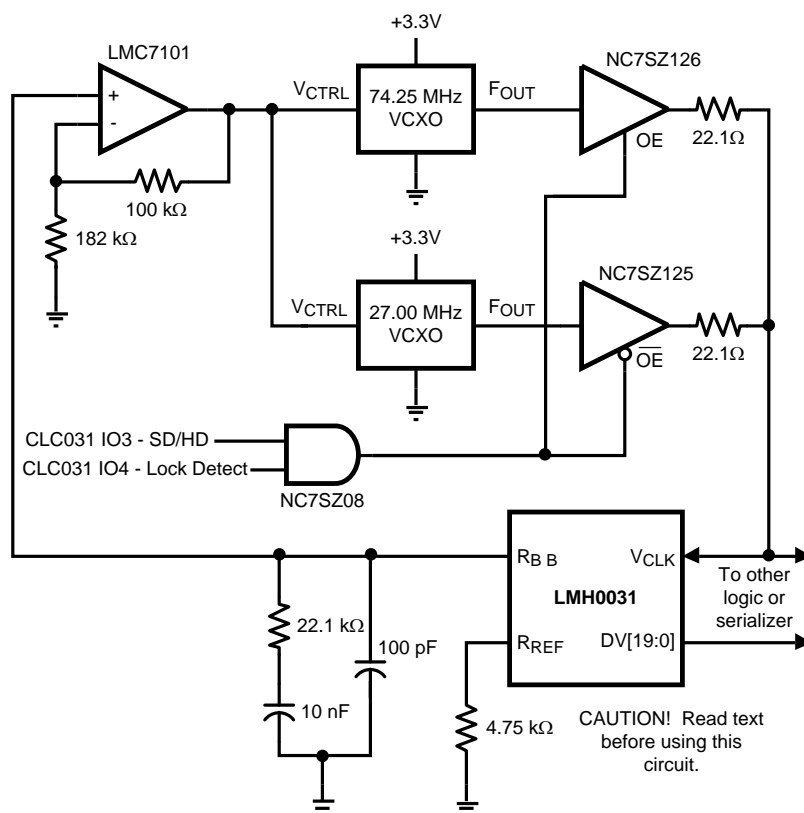 +3.3V
LMC7101
NC7SZ126
+
-
VCTRL
74.25 MHz
VCXO
FOUT
OE
22.1Ω
100 kΩ
182 kΩ
+3.3V
NC7SZ125
VCTRL
27.00 MHz
VCXO
FOUT
OE
22.1Ω
CLC031 IO3 - SD/HD
CLC031 IO4 - Lock Detect
NC7SZ08
RB B
VCLK
LMH0031
RREF
DV[19:0]
To other
logic or
serializer
22.1 kΩ
100 pF
10 nF
4.75 kΩ
CAUTION! Read text
before using this
circuit.